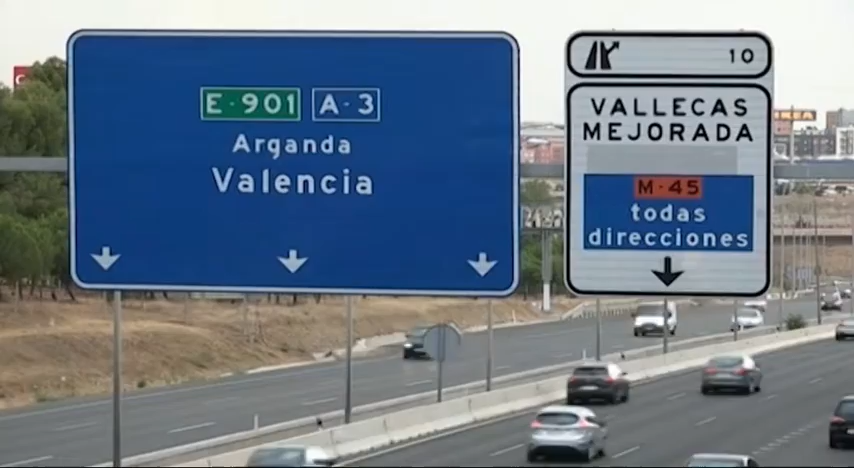 E-901 A-3
Arganda
Valencia
10
VALLECAS
MEJORADA
M-45
todas
direcciones